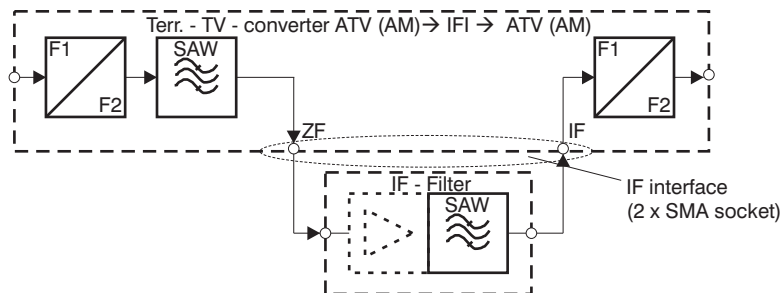 Terr. - TV - converter ATV (AM)→ IFI → ATV (AM)
F1
F2
SAW
F1
F2
ZF
IF
IF - Filter
SAW
IF interface
(2 x SMA socket)